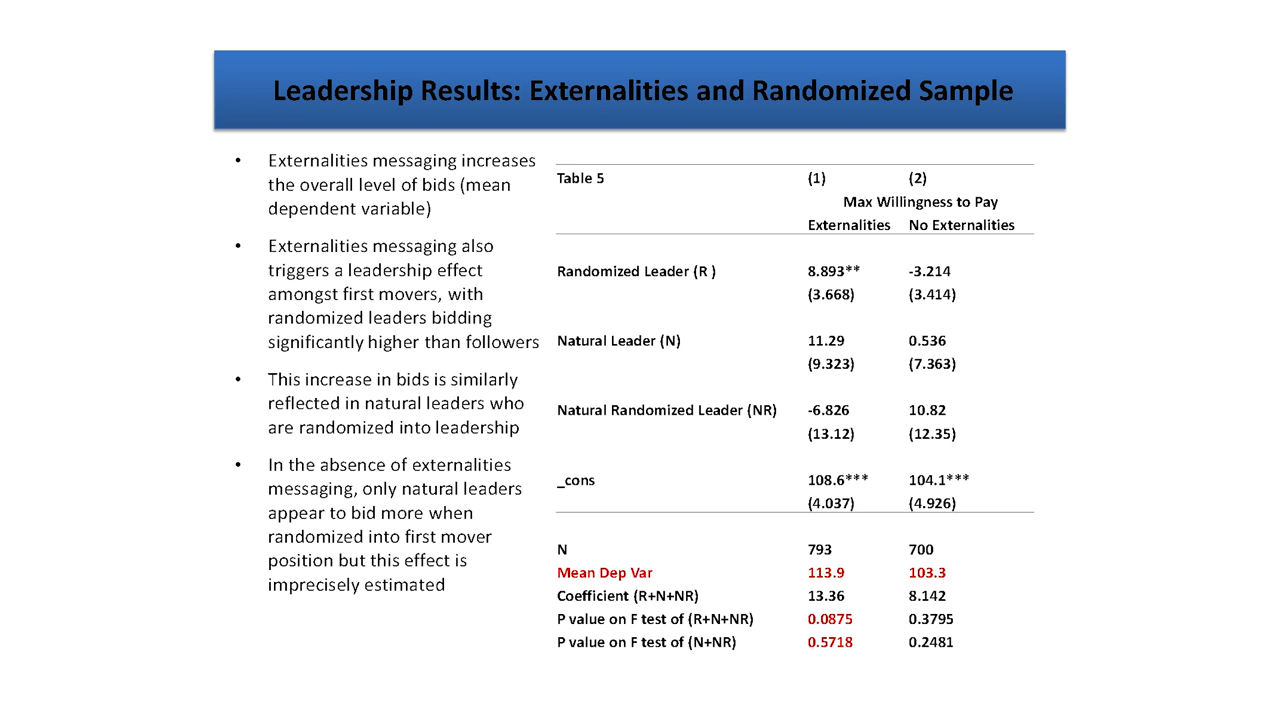 Leadership Results: Externalities and Randomized Sample
• Externalities messaging increases
the overall level of bids (mean
dependent variable)
• Externalities messaging also
triggers a leadership effect
amongst first movers, with
randomized leaders bidding
significantly higher than followers
• This increase in bids is similarly
reflected in natural leaders who
are randomized into leadership
• In the absence of externalities
messaging, only natural leaders
appear to bid more when
randomized into first mover
position but this effect is
imprecisely estimated
Table 5 (1) (2)
Max Willingness to Pay
Externalities No Externalities
Randomized Leader (R ) 8.893** -3.214
(3.668) (3.414)
Natural Leader (N) 11.29 0.536
(9.323) (7.363)
Natural Randomized Leader (NR) -6.826 10.82
(13.12) (12.35)
_cons 108.6*** 104.1***
(4.037) (4.926)
N 793 700
Mean Dep Var 113.9 103.3
Coefficient (R+N+NR) 13.36 8.142
P value on F test of (R+N+NR) 0.0875 0.3795
P value on F test of (N+NR) 0.5718 0.2481